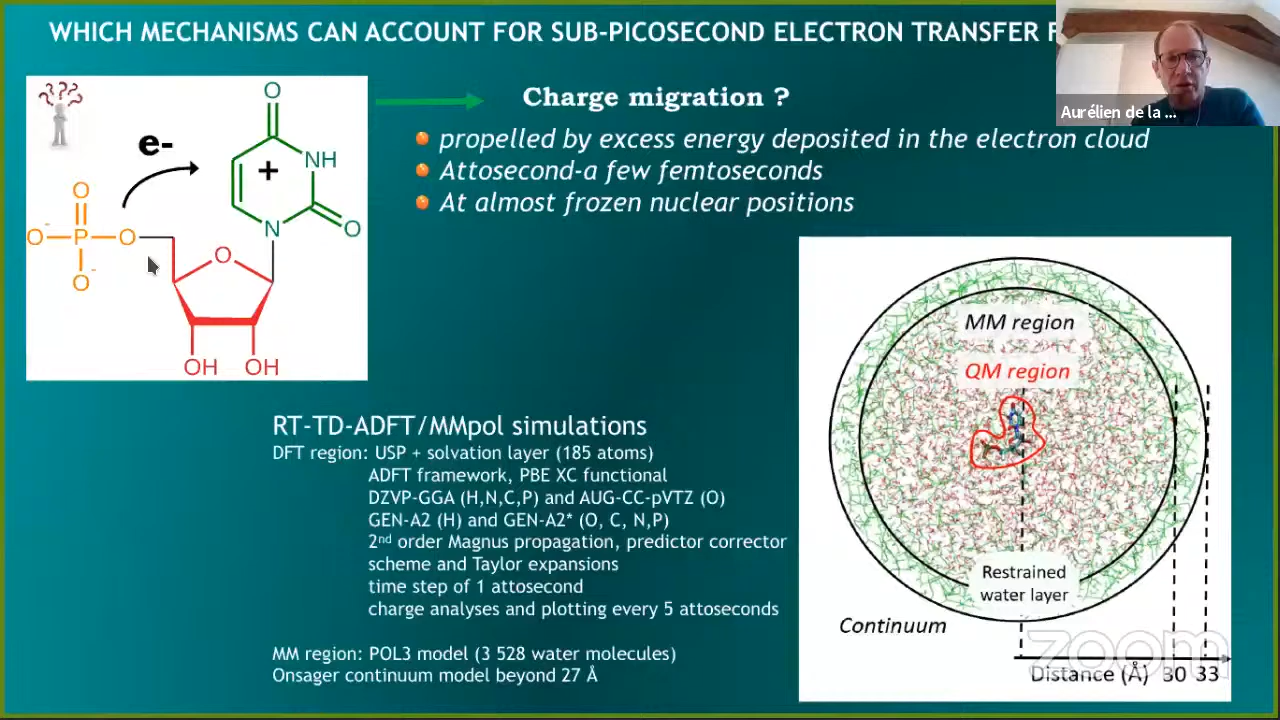 WHICH MECHANISMS CAN ACCOUNT FOR SUB-PICOSECOND ELECTRON TRANSFER
Aurélien de la ...
????
e-
+
O
NH
O
N
O
O
P
O
O
O
OH
OH
Charge migration ?
propelled by excess energy deposited in the electron cloud
Attosecond-a few femtoseconds
At almost frozen nuclear positions
RT-TD-ADFT/MMpol simulations
DFT region: USP + solvation layer (185 atoms)
ADFT framework, PBE XC functional
DZVP-GGA (H,N,C,P) and AUG-CC-pVTZ (O)
GEN-A2 (H) and GEN-A2* (O, C, N,P)
2nd order Magnus propagation, predictor corrector
scheme and Taylor expansions
time step of 1 attosecond
charge analyses and plotting every 5 attoseconds
MM region: POL3 model (3 528 water molecules)
Onsager continuum model beyond 27 Å
MM region
QM region
Restrained
water layer
Continuum
zoom
Distance (Å) 30 33